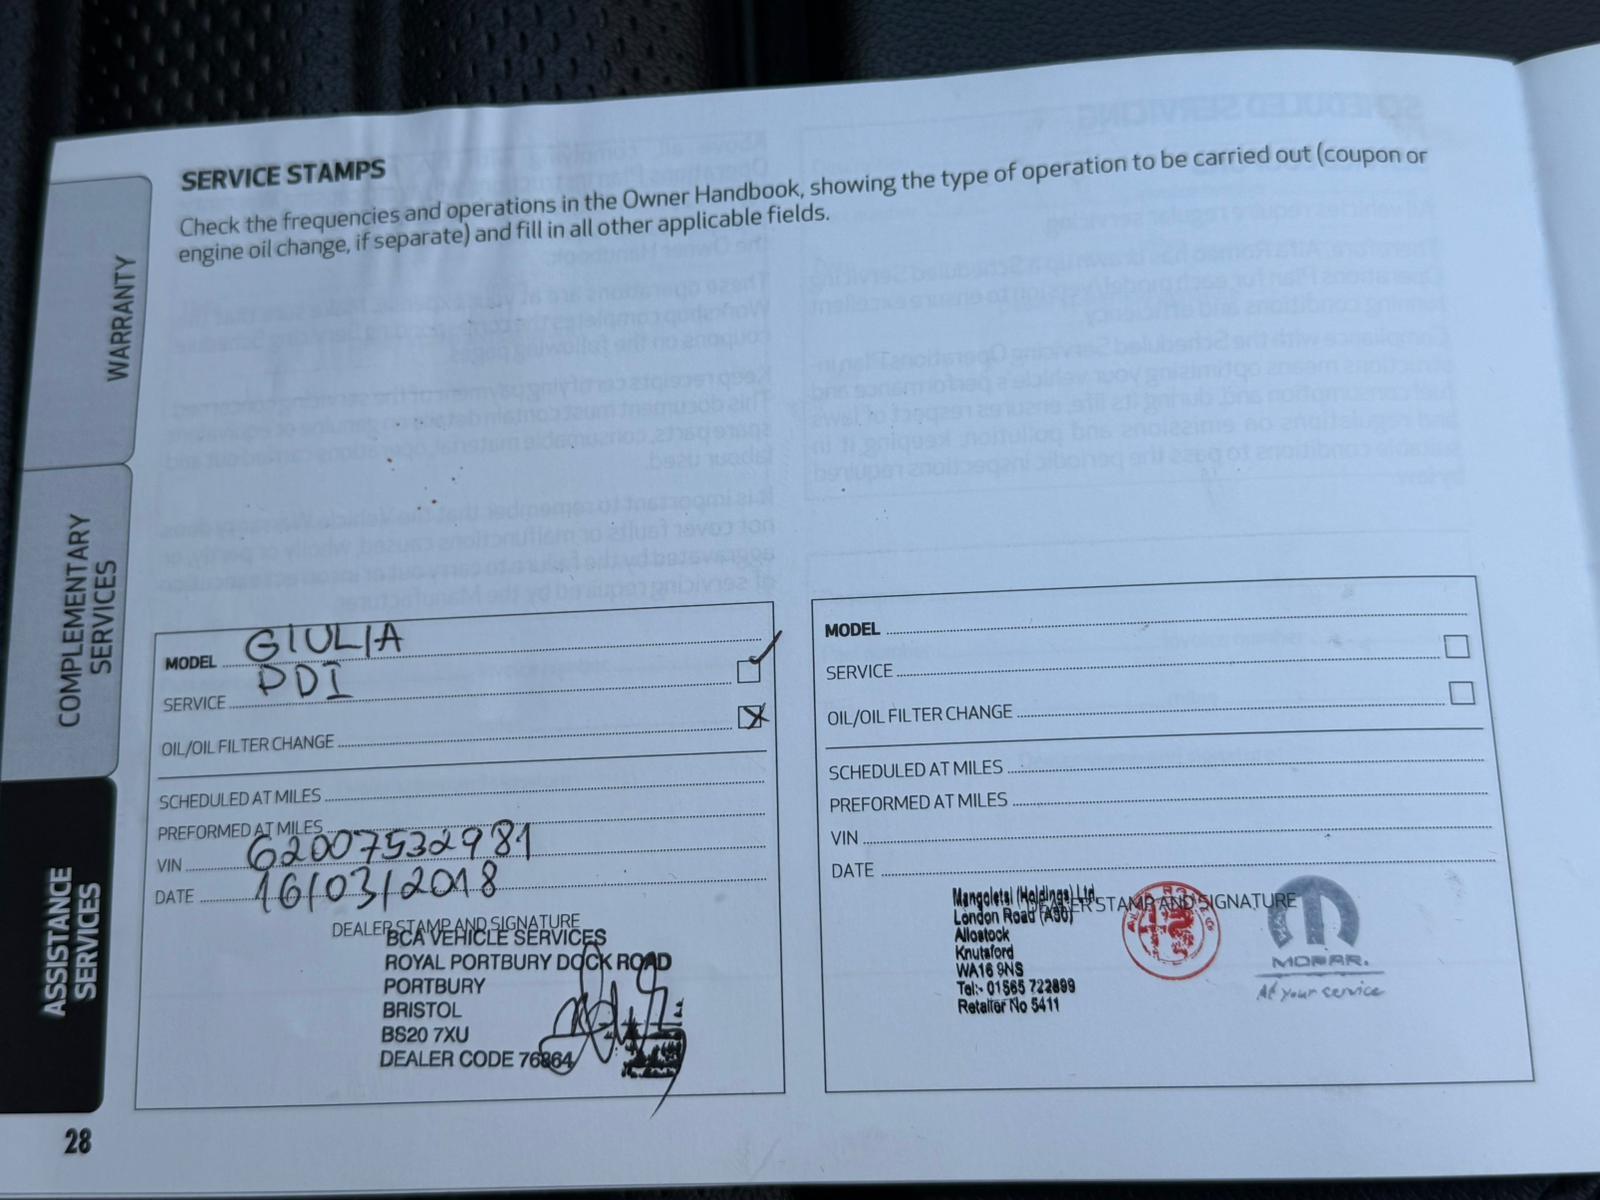 SERVICE STAMPS
Check the frequencies and operations in the Owner Handbook, showing the type of operation to be carried out (coupon or
engine oil change, if separate) and fill in all other applicable fields.
WARRANTY
COMPLEMENTARY
SERVICES
ASSISTANCE
SERVICES
MODEL GIULIA
SERVICE PDI
OIL/OIL FILTER CHANGE
SCHEDULED AT MILES
PREFORMED AT MILES
VIN 62007532981
DATE 16/03/2018
DEALER STAMP AND SIGNATURE
BCA VEHICLE SERVICES
ROYAL PORTBURY DOCK ROAD
PORTBURY
BRISTOL
BS20 7XU
DEALER CODE 76864
MODEL
SERVICE
OIL/OIL FILTER CHANGE
SCHEDULED AT MILES
PREFORMED AT MILES
VIN
DATE
DEALER STAMP AND SIGNATURE
Mangoletsi (Holdings) Ltd.
London Road (A50)
Allostock
Knutsford
WA16 9NS
Tel:- 01565 722899
Retailer No 5411
MOPAR.
At your service
28